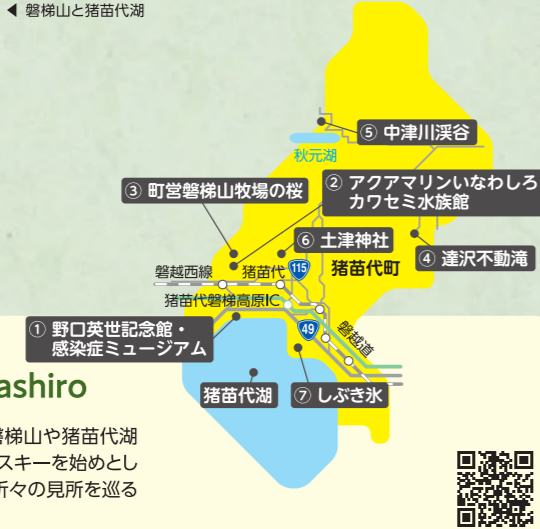 ◀ 磐梯山と猪苗代湖
⑤ 中津川渓谷
秋元湖
③ 町営磐梯山牧場の桜
② アクアマリンいなわしろ
カワセミ水族館
⑥ 土津神社
④ 達沢不動滝
磐越西線
猪苗代
115
猪苗代町
猪苗代磐梯高原IC
49
磐越道
① 野口英世記念館・
感染症ミュージアム
猪苗代湖
⑦ しぶき氷
ashiro
磐梯山や猪苗代湖
スキーを始めとし
折々の見所を巡る